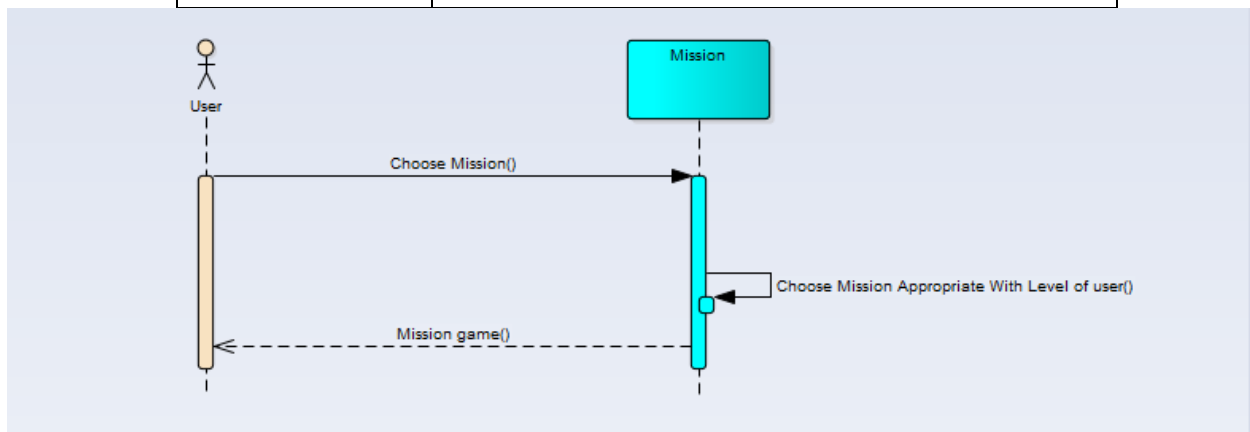 Mission
User
Choose Mission()
Choose Mission Appropriate With Level of user()
Mission game()